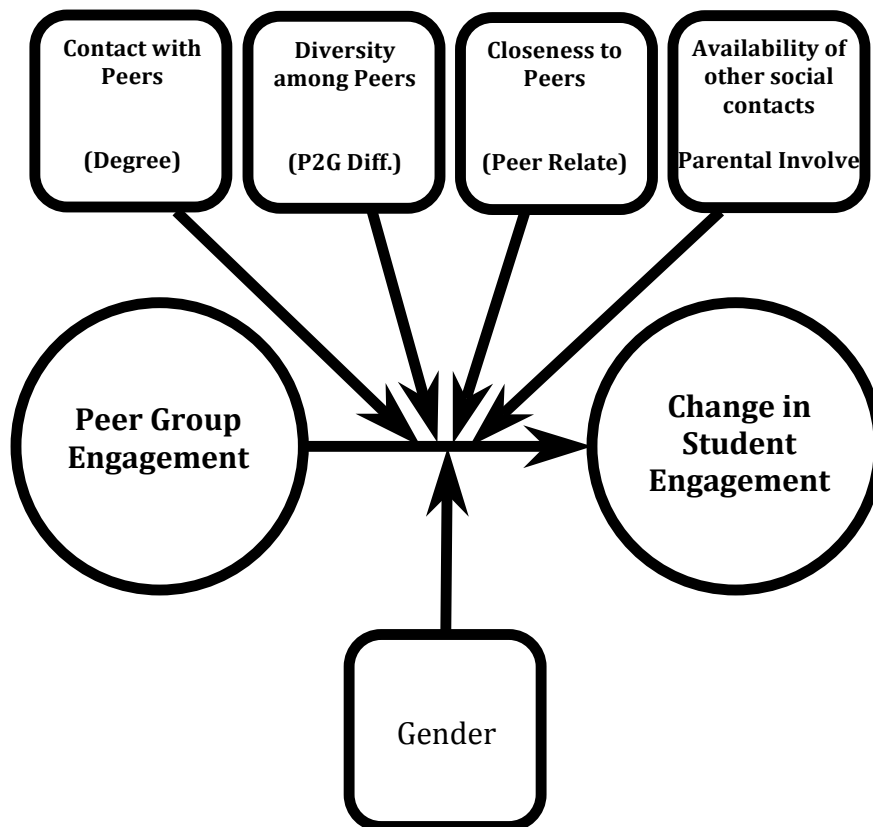 Contact with
Peers
(Degree)
Diversity
among Peers
(P2G Diff.)
Closeness to
Peers
(Peer Relate)
Availability of
other social
contacts
Parental Involve
Peer Group
Engagement
Change in
Student
Engagement
Gender